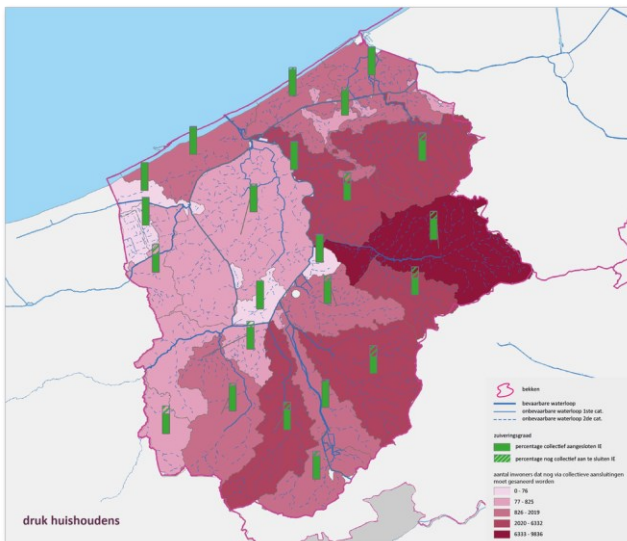 bekken
bevaarbare waterloop
onbevaarbare waterloop 1ste cat.
onbevaarbare waterloop 2de cat.
zuiveringsgraad
percentage collectief aangesloten IE
percentage nog collectief aan te sluiten IE
aantal inwoners dat nog via collectieve aansluitingen
moet gesaneerd worden
0 - 76
77 - 825
826 - 2019
2020 - 6332
6333 - 9836
druk huishoudens